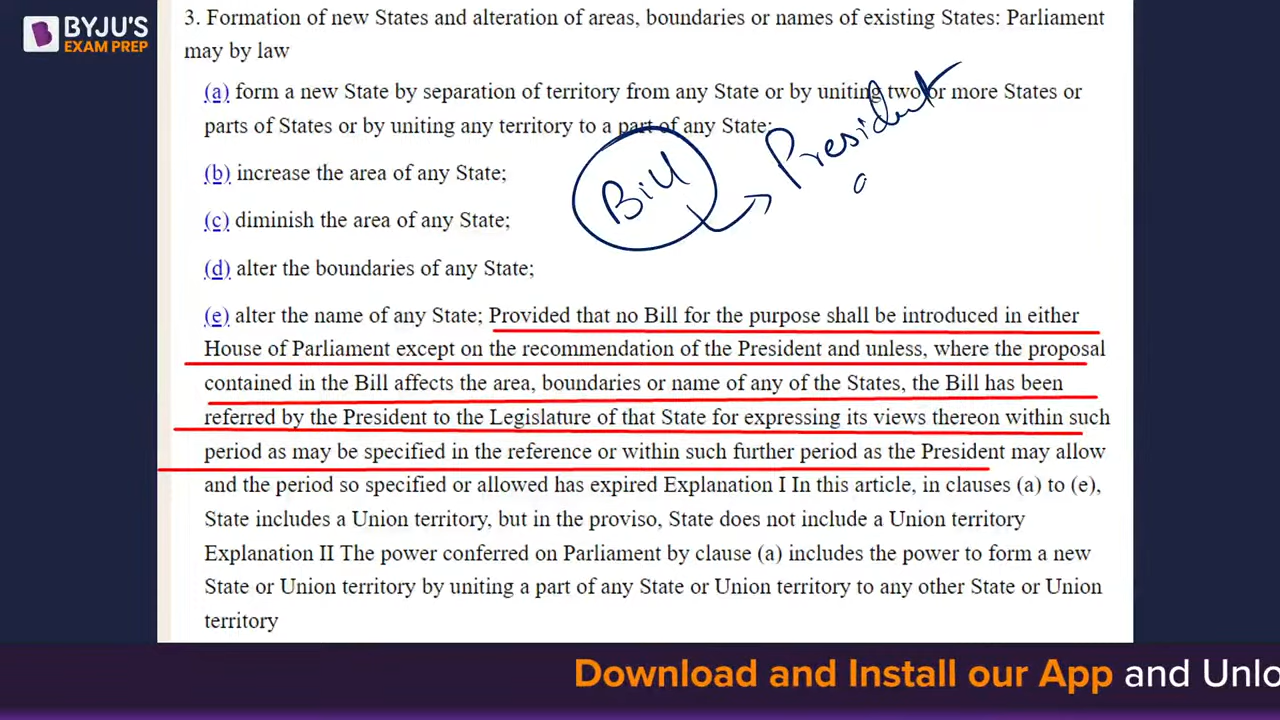 BYJU'S
EXAM PREP
3. Formation of new States and alteration of areas, boundaries or names of existing States: Parliament
may by law
(a) form a new State by separation of territory from any State or by uniting two or more States or
parts of States or by uniting any territory to a part of any State;
Bill
President
(b) increase the area of any State;
(c) diminish the area of any State;
(d) alter the boundaries of any State;
(e) alter the name of any State; Provided that no Bill for the purpose shall be introduced in either
House of Parliament except on the recommendation of the President and unless, where the proposal
contained in the Bill affects the area, boundaries or name of any of the States, the Bill has been
referred by the President to the Legislature of that State for expressing its views thereon within such
period as may be specified in the reference or within such further period as the President may allow
and the period so specified or allowed has expired Explanation I In this article, in clauses (a) to (e),
State includes a Union territory, but in the proviso, State does not include a Union territory
Explanation II The power conferred on Parliament by clause (a) includes the power to form a new
State or Union territory by uniting a part of any State or Union territory to any other State or Union
territory
Download and Install our App and Unlo